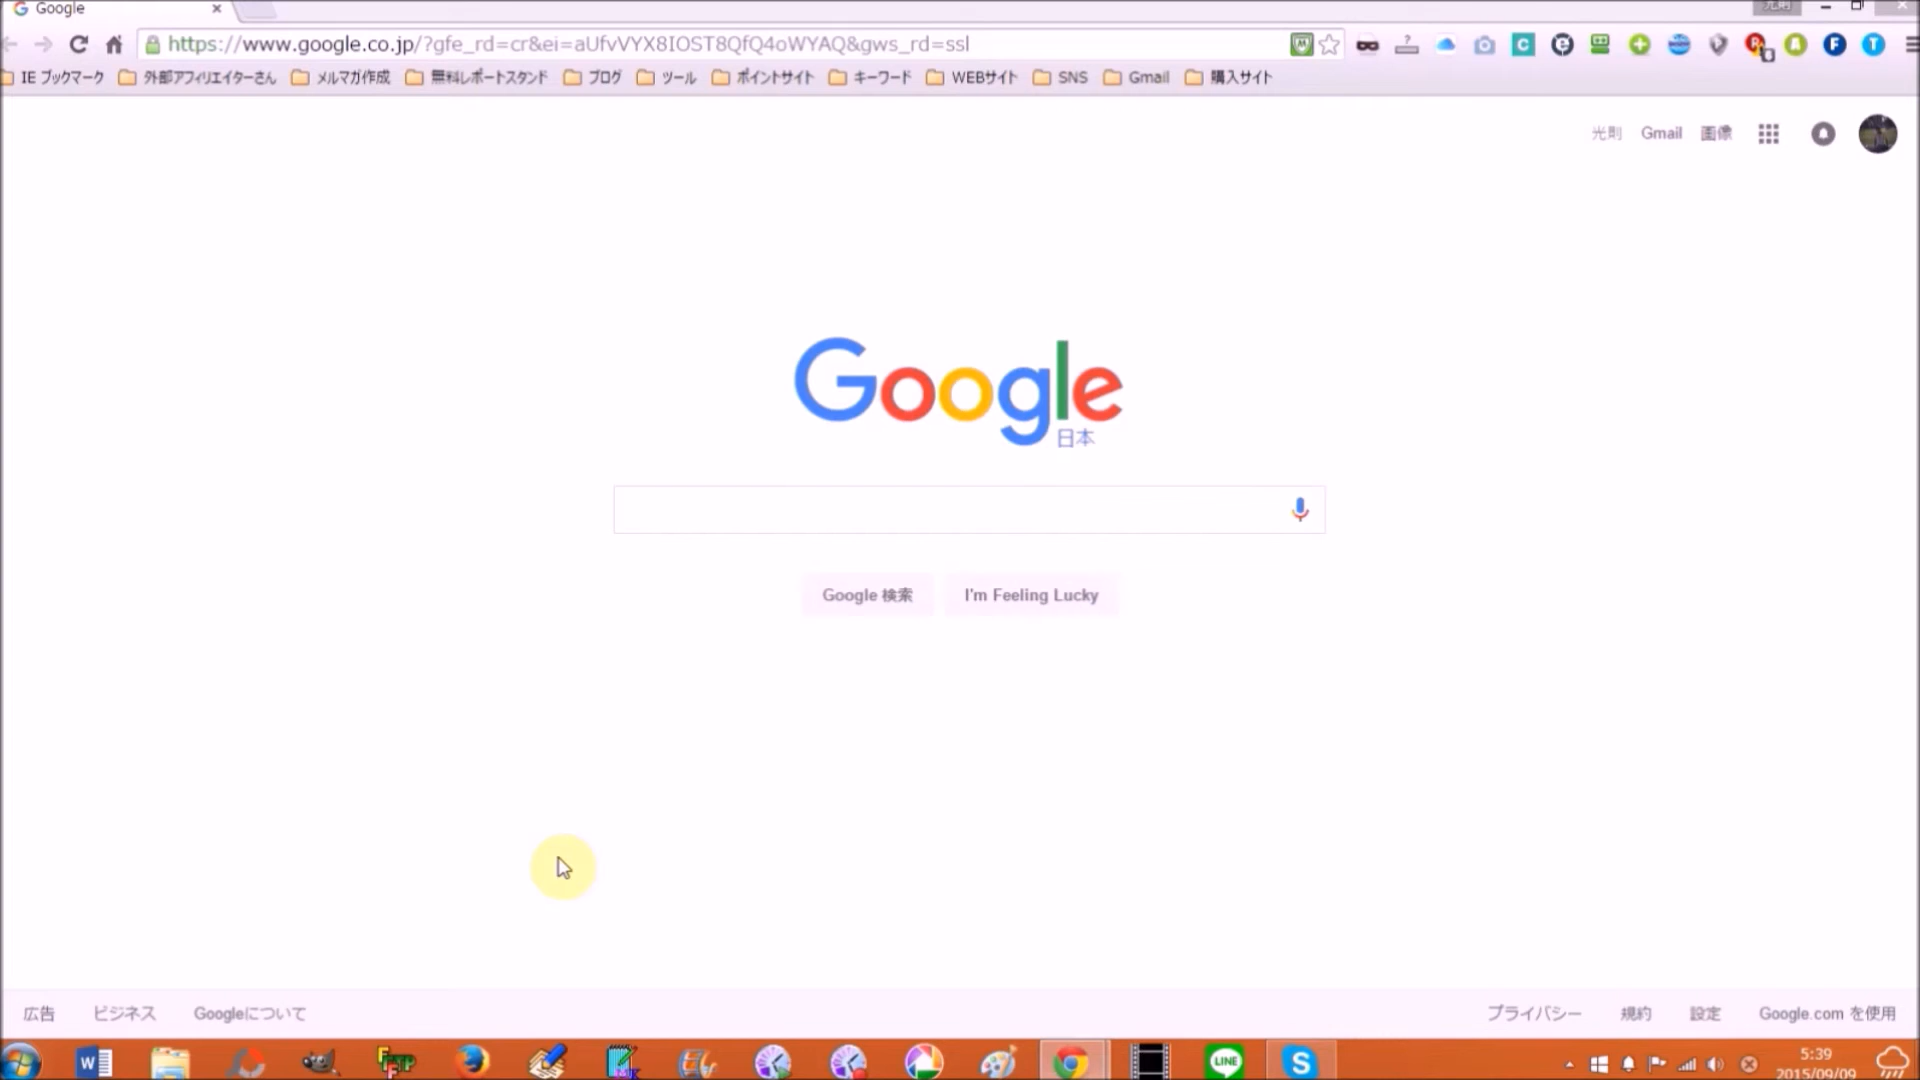 Google
光則
https://www.google.co.jp/?gfe_rd=cr&ei=aUfvVYX8IOST8QfQ4oWYAQ&gws_rd=ssl
IE ブックマーク 外部アフィリエイターさん メルマガ作成 無料レポートスタンド ブログ ツール ポイントサイト キーワード WEBサイト SNS Gmail 購入サイト
光則 Gmail 画像
Google
日本
Google 検索 I'm Feeling Lucky
広告 ビジネス Googleについて プライバシー 規約 設定 Google.com を使用
LINE
5:39
2015/09/09